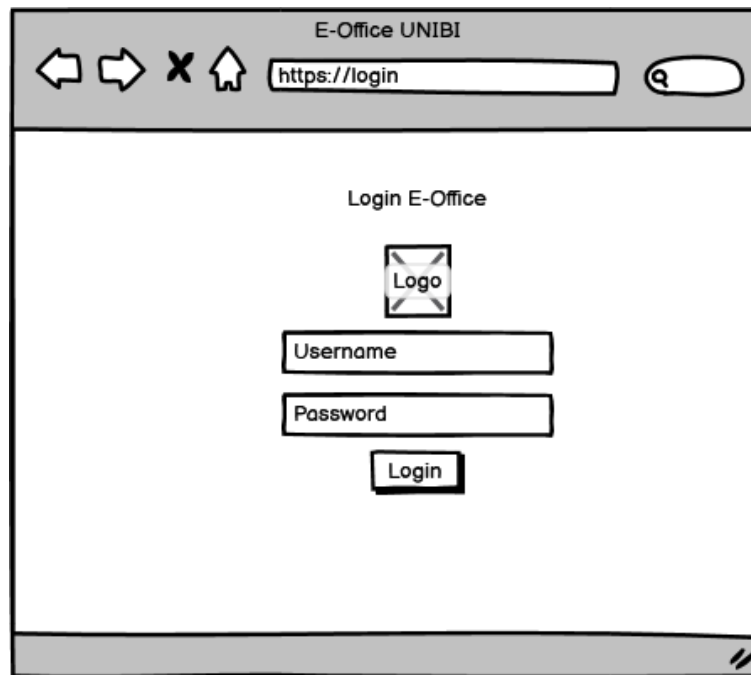 E-Office UNIBI
https://login
Login E-Office
Logo
Username
Password
Login